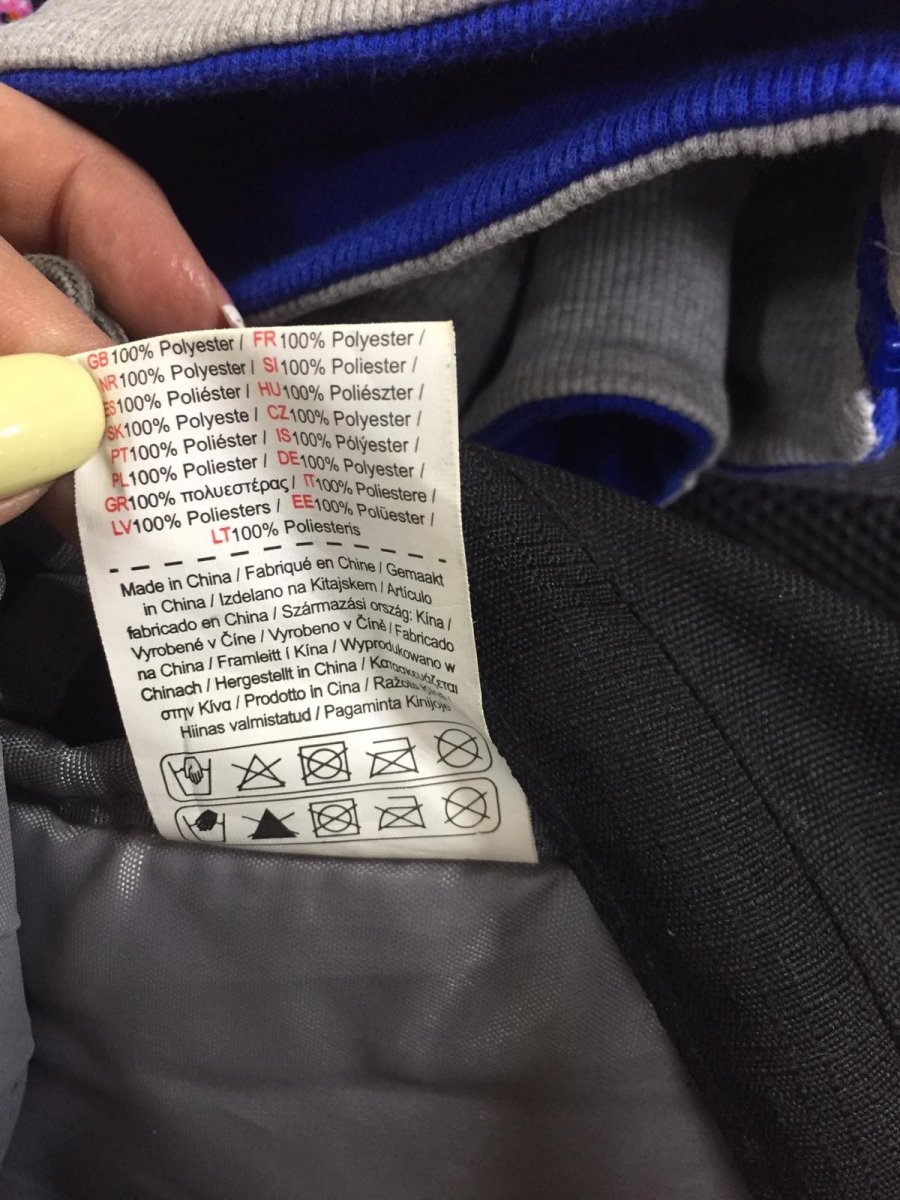 GB100% Polyester / FR100% Polyester /
NR100% Polyester / SI100% Poliester /
ES100% Poliéster / HU100% Poliészter /
SK100% Polyeste / CZ100% Polyester /
PT100% Poliéster / IS100% Pólýester /
PL100% Poliester / DE100% Polyester /
GR100% πολυεστέρας / IT100% Poliestere /
LV100% Poliesters / EE100% Polüester /
LT100% Poliesteris
Made in China / Fabriqué en Chine / Gemaakt
in China / Izdelano na Kitajskem / Artículo
fabricado en China / Származási ország: Kína /
Vyrobené v Číne / Vyrobeno v Číně / Fabricado
na China / Framleitt í Kína / Wyprodukowano w
Chinach / Hergestellt in China / Κατασκευάζεται
στην Κίνα / Prodotto in Cina / Ražots Ķīnā /
Hiinas valmistatud / Pagaminta Kinijoje